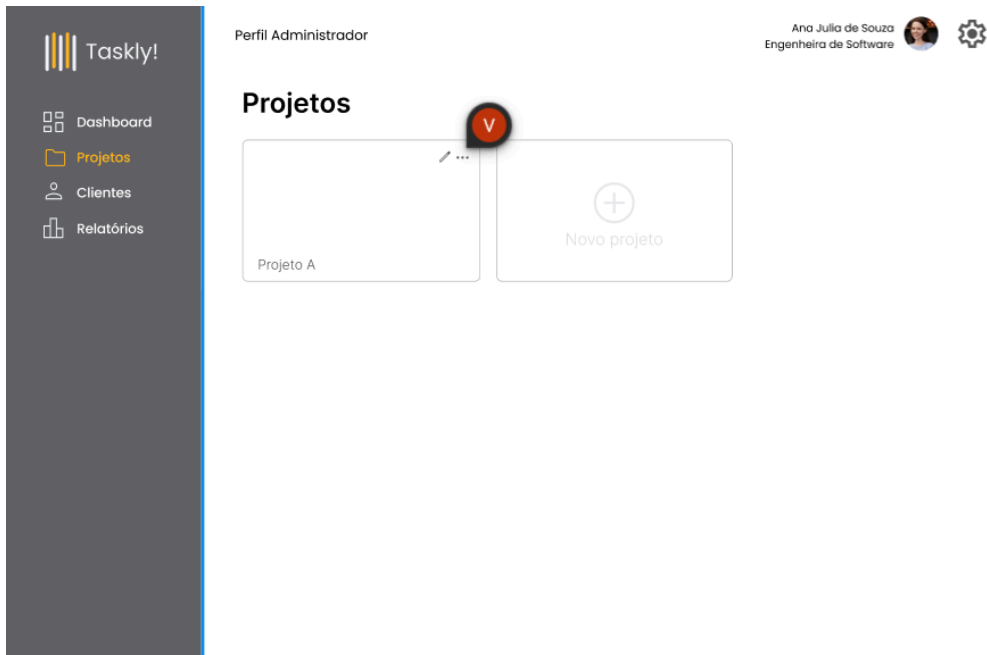 Taskly!
Dashboard
Projetos
Clientes
Relatórios
Perfil Administrador
Ana Julia de Souza
Engenheira de Software
Projetos
V
Projeto A
Novo projeto